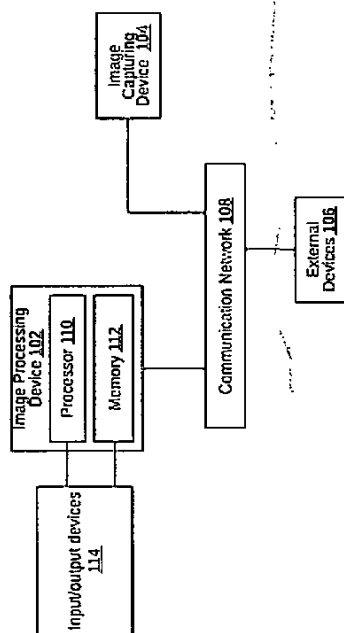 Image
Capturing
Device 104
Image Processing
Device 102
Processor 110
Memory 112
Input/output devices
114
Communication Network 108
External
Devices 106